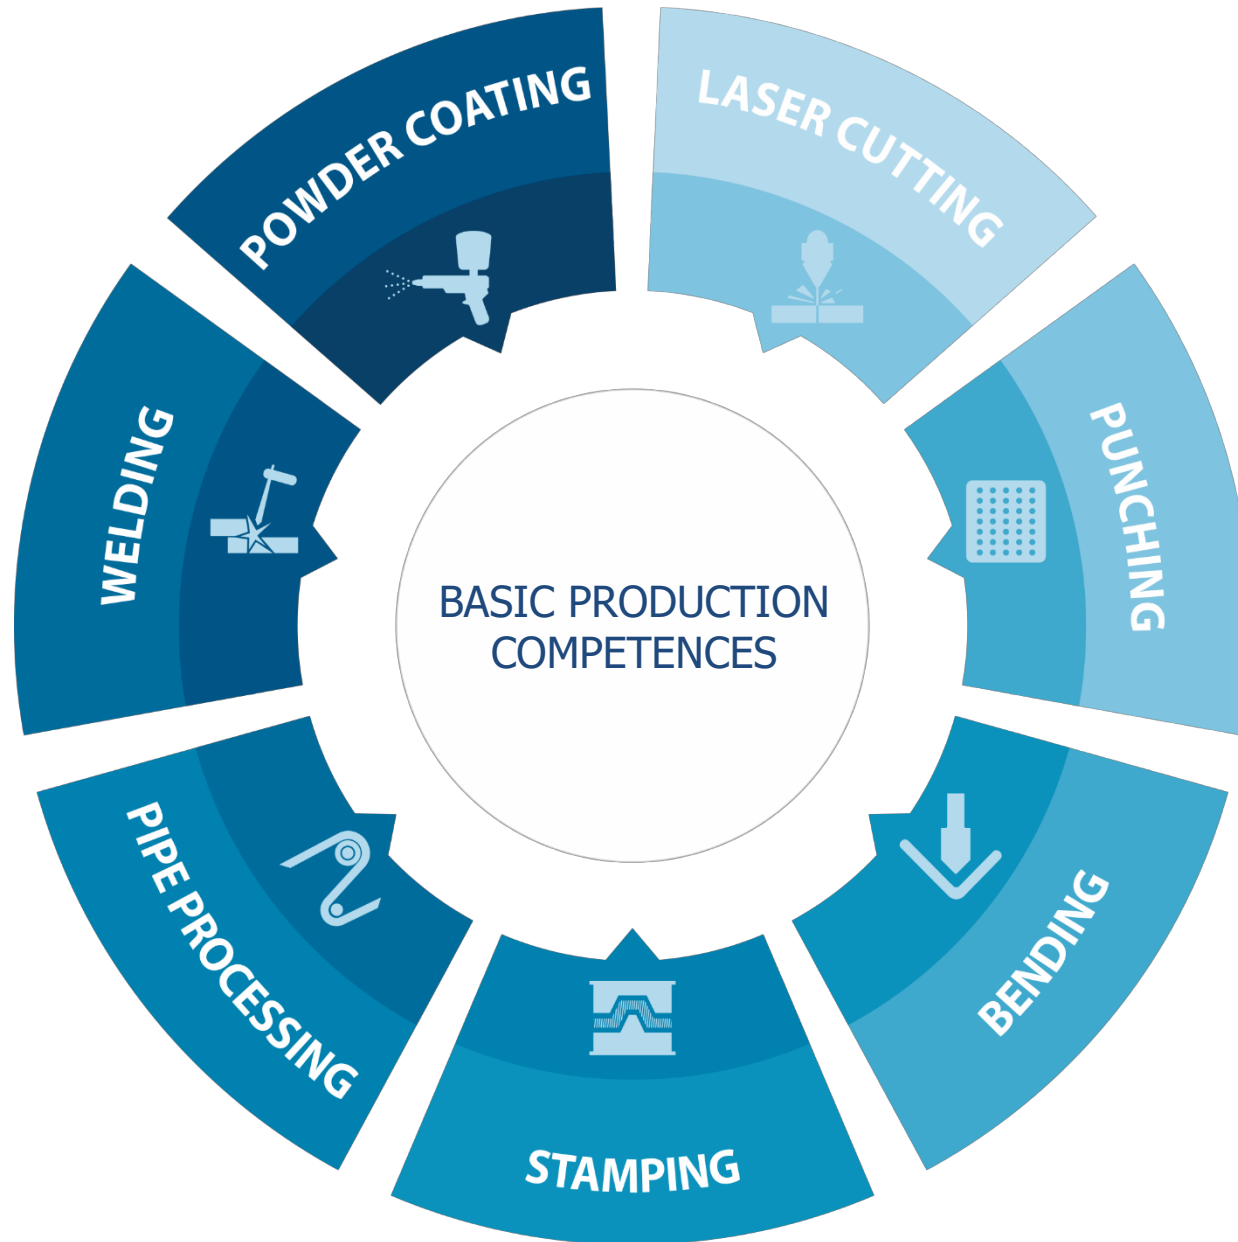 POWDER COATING
LASER CUTTING
PUNCHING
BENDING
STAMPING
PIPE PROCESSING
WELDING
BASIC PRODUCTION
COMPETENCES